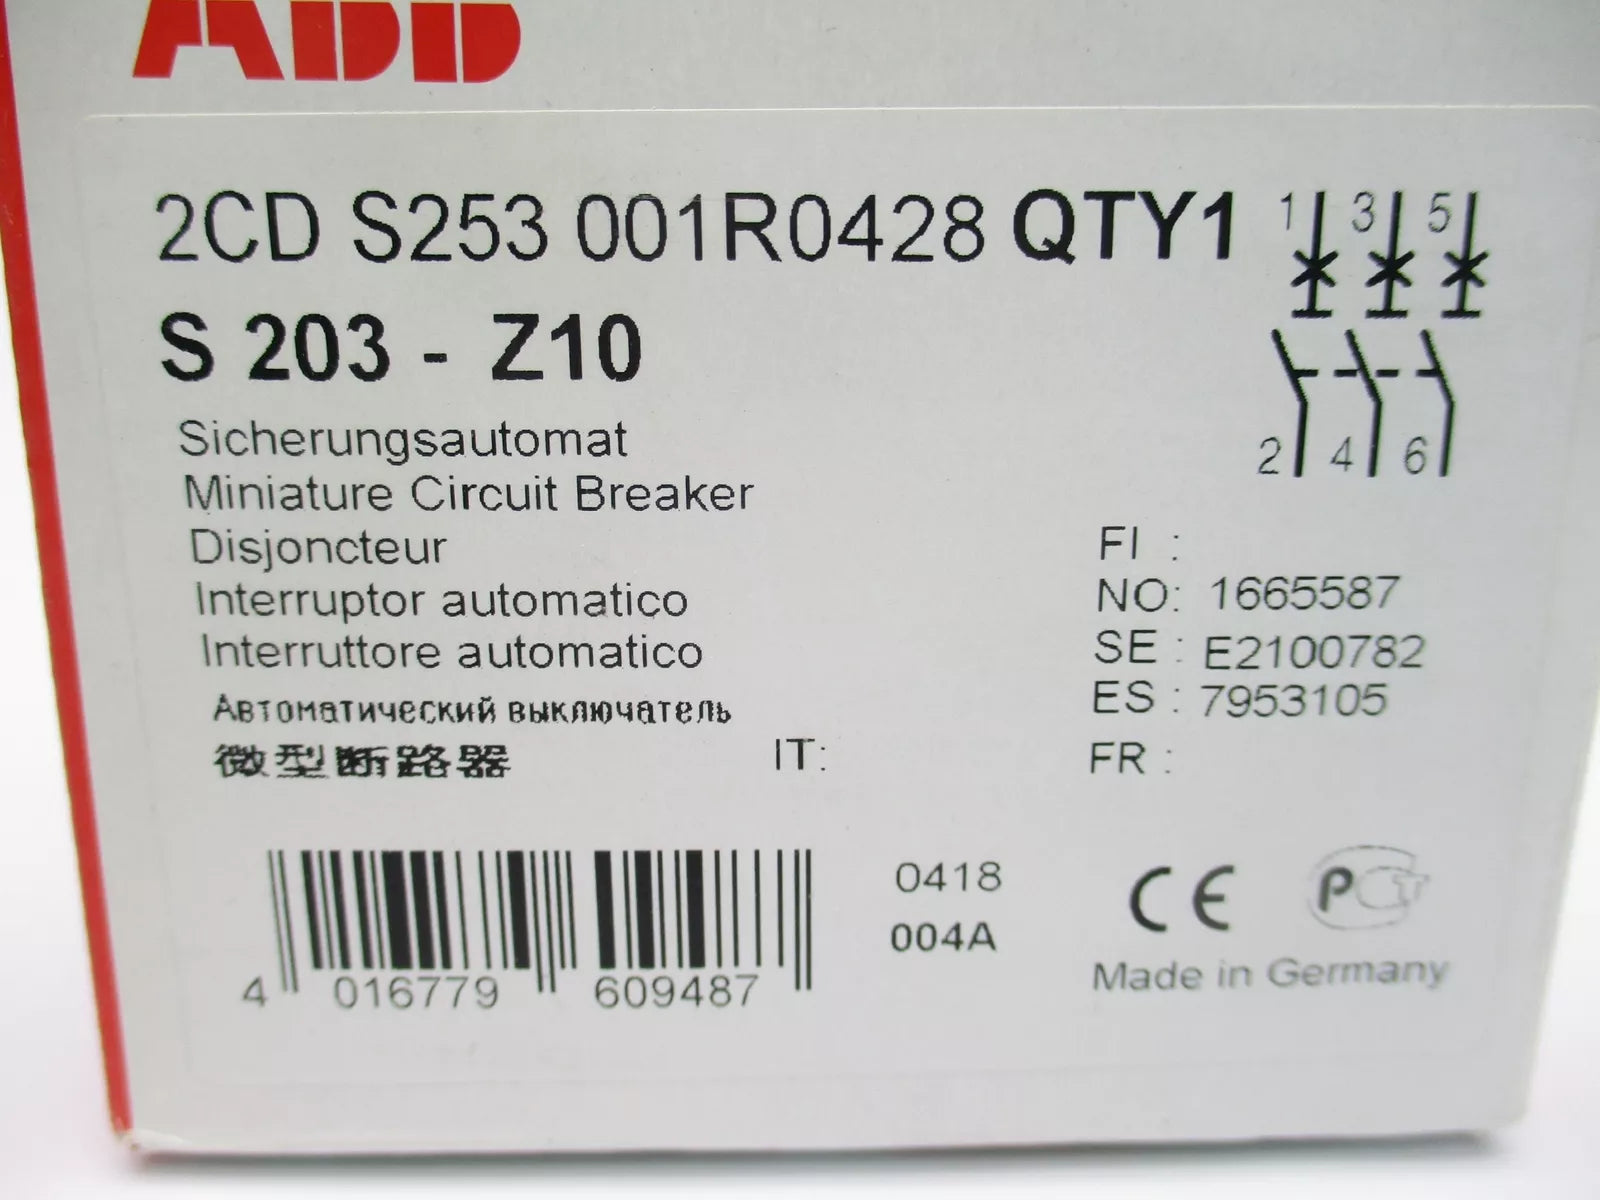 ABB
2CD S253 001R0428 QTY1
S 203 - Z10
1 3 5
2 4 6
Sicherungsautomat
Miniature Circuit Breaker
Disjoncteur
Interruptor automatico
Interruttore automatico
Автоматический выключатель
微型断路器
IT:
FI :
NO: 1665587
SE : E2100782
ES : 7953105
FR :
4 016779 609487
0418
004A
CE PCT
Made in Germany